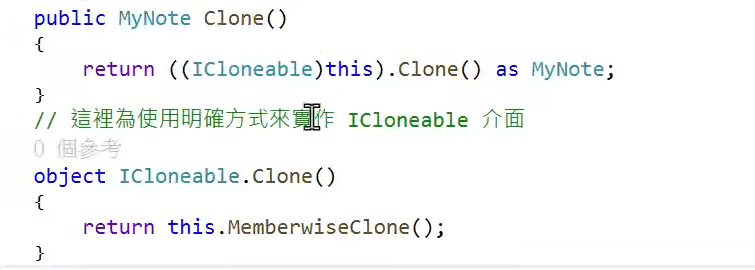 public MyNote Clone()
{
    return ((ICloneable)this).Clone() as MyNote;
}
// 這裡為使用明確方式來實作 ICloneable 介面
0 個參考
object ICloneable.Clone()
{
    return this.MemberwiseClone();
}